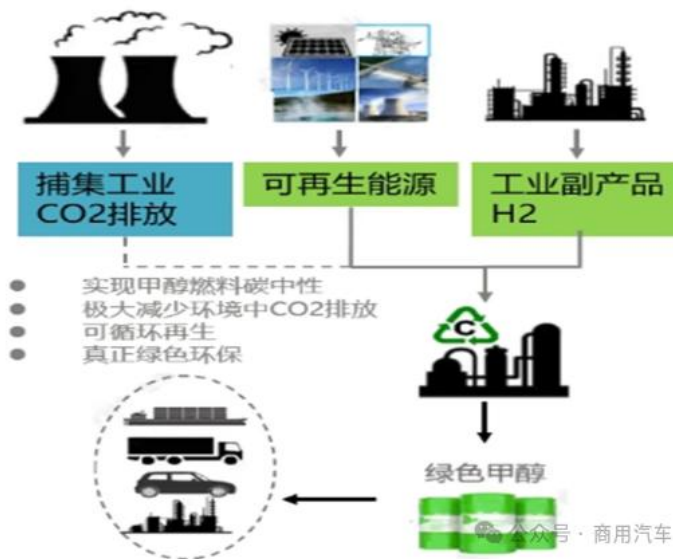 捕集工业
CO2排放
可再生能源
工业副产品
H2
实现甲醇燃料碳中性
极大减少环境中CO2排放
可循环再生
真正绿色环保
C
绿色甲醇
公众号·商用汽车